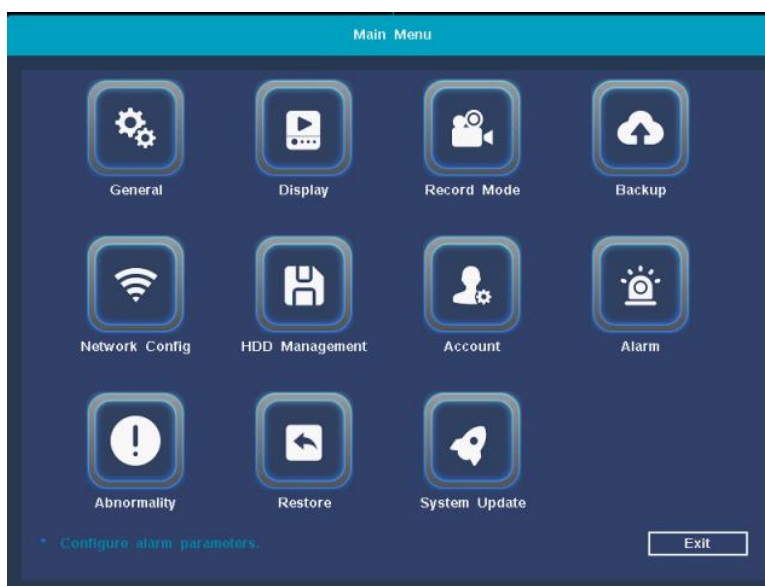 Main Menu
General
Display
Record Mode
Backup
Network Config
HDD Management
Account
Alarm
Abnormality
Restore
System Update
* Configure alarm parameters.
Exit